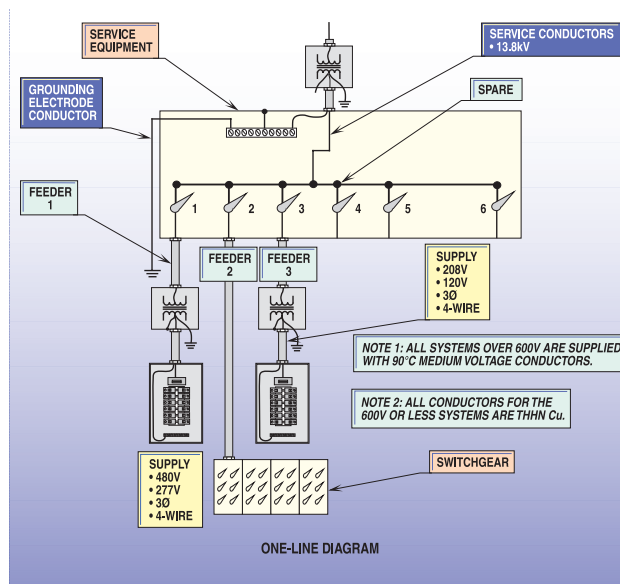 SERVICE
EQUIPMENT
SERVICE CONDUCTORS
• 13.8kV
GROUNDING
ELECTRODE
CONDUCTOR
SPARE
FEEDER
1
1
2
3
4
5
6
FEEDER
2
FEEDER
3
SUPPLY
• 208V
• 120V
• 3Ø
• 4-WIRE
NOTE 1: ALL SYSTEMS OVER 600V ARE SUPPLIED
WITH 90°C MEDIUM VOLTAGE CONDUCTORS.
NOTE 2: ALL CONDUCTORS FOR THE
600V OR LESS SYSTEMS ARE THHN Cu.
SUPPLY
• 480V
• 277V
• 3Ø
• 4-WIRE
SWITCHGEAR
ONE-LINE DIAGRAM